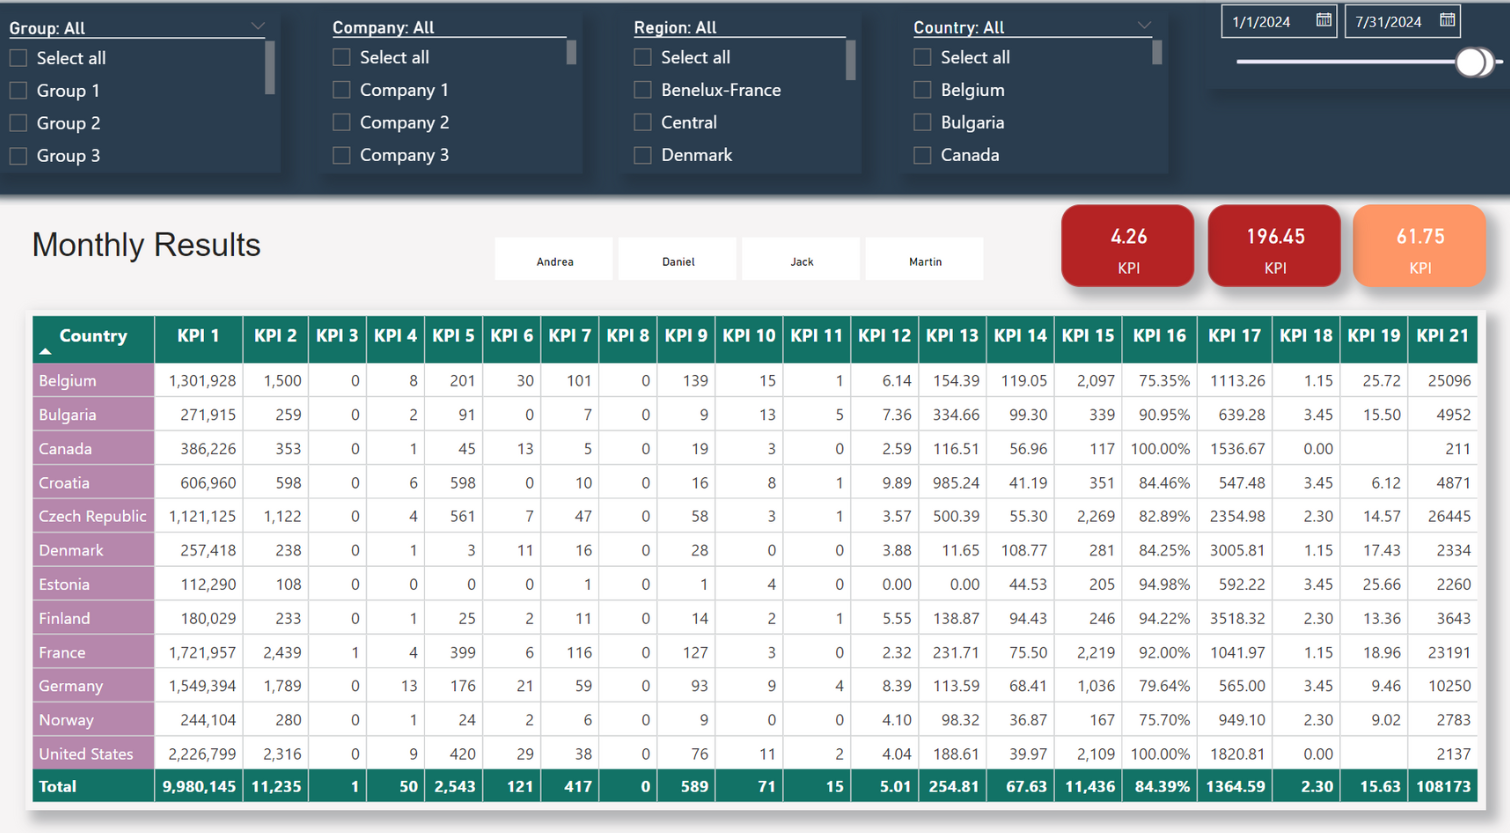 Group: All
Select all
Group 1
Group 2
Group 3
Company: All
Select all
Company 1
Company 2
Company 3
Region: All
Select all
Benelux-France
Central
Denmark
Country: All
Select all
Belgium
Bulgaria
Canada
1/1/2024 7/31/2024
Monthly Results
Andrea Daniel Jack Martin
4.26
KPI
196.45
KPI
61.75
KPI
Country KPI 1 KPI 2 KPI 3 KPI 4 KPI 5 KPI 6 KPI 7 KPI 8 KPI 9 KPI 10 KPI 11 KPI 12 KPI 13 KPI 14 KPI 15 KPI 16 KPI 17 KPI 18 KPI 19 KPI 21
Belgium 1,301,928 1,500 0 8 201 30 101 0 139 15 1 6.14 154.39 119.05 2,097 75.35% 1113.26 1.15 25.72 25096
Bulgaria 271,915 259 0 2 91 0 7 0 9 13 5 7.36 334.66 99.30 339 90.95% 639.28 3.45 15.50 4952
Canada 386,226 353 0 1 45 13 5 0 19 3 0 2.59 116.51 56.96 117 100.00% 1536.67 0.00 211
Croatia 606,960 598 0 6 598 0 10 0 16 8 1 9.89 985.24 41.19 351 84.46% 547.48 3.45 6.12 4871
Czech Republic 1,121,125 1,122 0 4 561 7 47 0 58 3 1 3.57 500.39 55.30 2,269 82.89% 2354.98 2.30 14.57 26445
Denmark 257,418 238 0 1 3 11 16 0 28 0 0 3.88 11.65 108.77 281 84.25% 3005.81 1.15 17.43 2334
Estonia 112,290 108 0 0 0 0 1 0 1 4 0 0.00 0.00 44.53 205 94.98% 592.22 3.45 25.66 2260
Finland 180,029 233 0 1 25 2 11 0 14 2 1 5.55 138.87 94.43 246 94.22% 3518.32 2.30 13.36 3643
France 1,721,957 2,439 1 4 399 6 116 0 127 3 0 2.32 231.71 75.50 2,219 92.00% 1041.97 1.15 18.96 23191
Germany 1,549,394 1,789 0 13 176 21 59 0 93 9 4 8.39 113.59 68.41 1,036 79.64% 565.00 3.45 9.46 10250
Norway 244,104 280 0 1 24 2 6 0 9 0 0 4.10 98.32 36.87 167 75.70% 949.10 2.30 9.02 2783
United States 2,226,799 2,316 0 9 420 29 38 0 76 11 2 4.04 188.61 39.97 2,109 100.00% 1820.81 0.00 2137
Total 9,980,145 11,235 1 50 2,543 121 417 0 589 71 15 5.01 254.81 67.63 11,436 84.39% 1364.59 2.30 15.63 108173